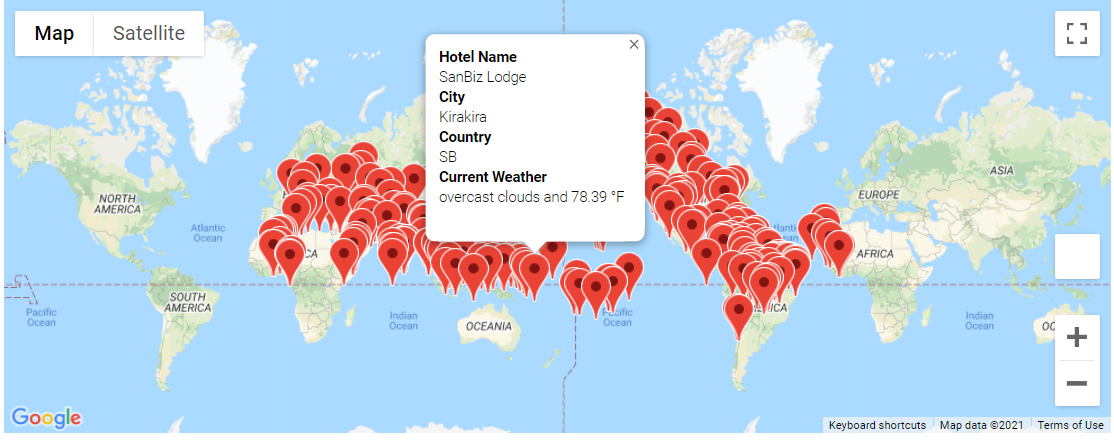 Map
Satellite
Hotel Name
SanBiz Lodge
City
Kirakira
Country
SB
Current Weather
overcast clouds and 78.39 °F
NORTH
AMERICA
Atlantic
Ocean
ASIA
EUROPE
AFRICA
CA
SOUTH
AMERICA
Pacific
Ocean
Indian
Ocean
OCEANIA
Pacific
Ocean
Indian
Ocean
OC
Google
Keyboard shortcuts
Map data ©2021
Terms of Use